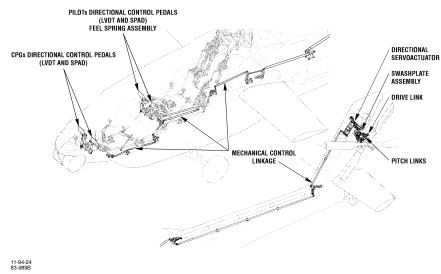 PILOTs DIRECTIONAL CONTROL PEDALS
(LVDT AND SPAD)
FEEL SPRING ASSEMBLY
CPGs DIRECTIONAL CONTROL PEDALS
(LVDT AND SPAD)
DIRECTIONAL
SERVOACTUATOR
SWASHPLATE
ASSEMBLY
DRIVE LINK
PITCH LINKS
MECHANICAL CONTROL
LINKAGE
11-94-24
83-989B